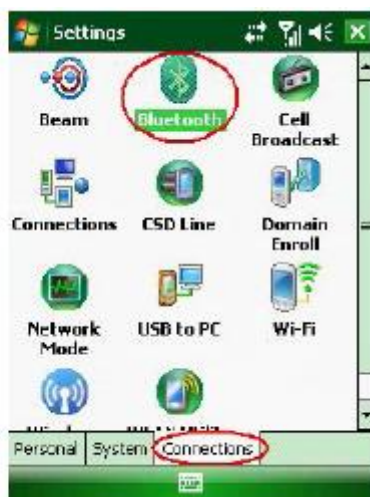 Settings
Beam Bluetooth Cell Broadcast
Connections CSD Line Domain Enroll
Network Mode USB to PC Wi-Fi
Personal System Connections